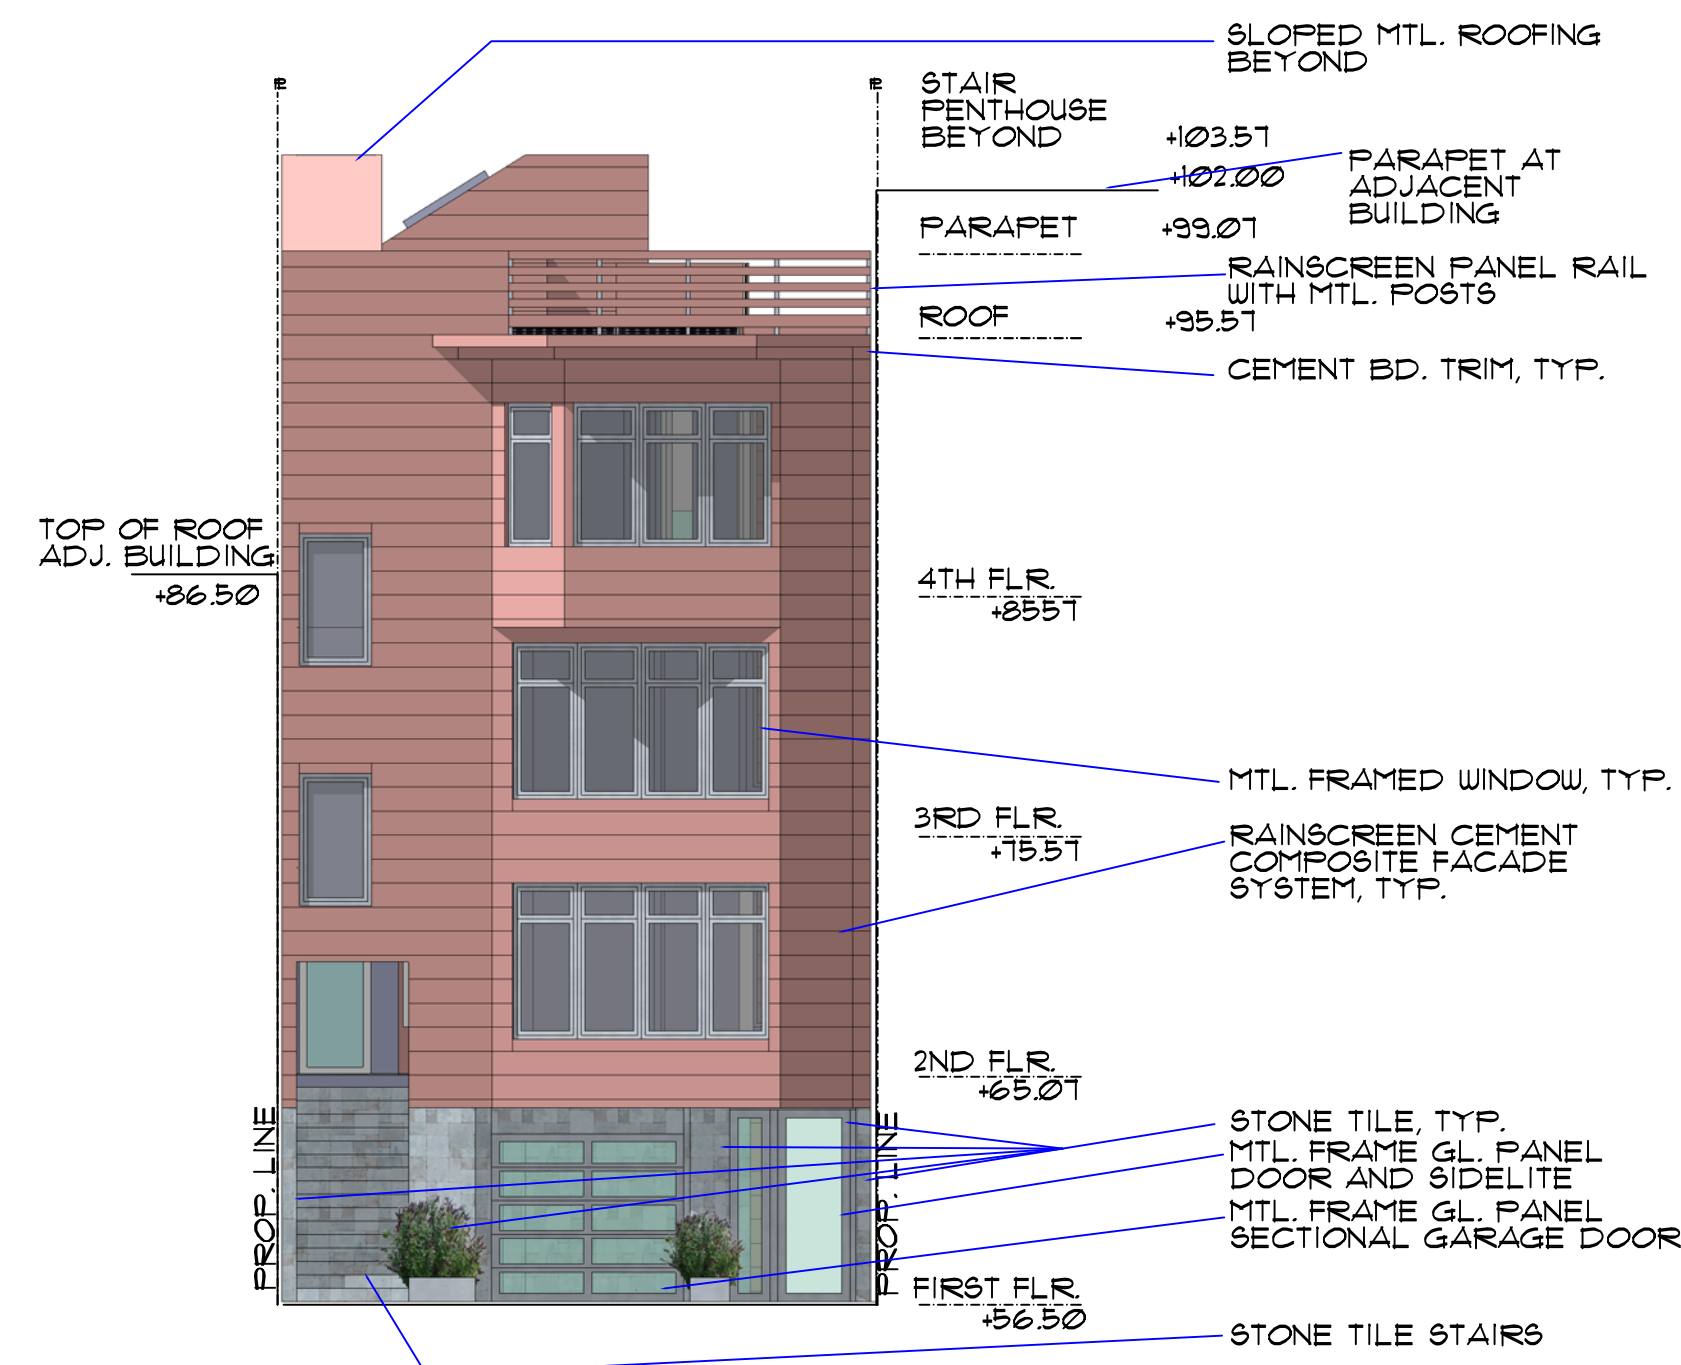 PL
PL
SLOPED MTL. ROOFING
BEYOND
STAIR
PENTHOUSE
BEYOND
+103.57
+102.00
PARAPET AT
ADJACENT
BUILDING
PARAPET
+99.07
RAINSCREEN PANEL RAIL
WITH MTL. POSTS
ROOF
+95.57
CEMENT BD. TRIM, TYP.
TOP OF ROOF
ADJ. BUILDING
+86.50
4TH FLR.
+8557
MTL. FRAMED WINDOW, TYP.
3RD FLR.
+75.57
RAINSCREEN CEMENT
COMPOSITE FACADE
SYSTEM, TYP.
2ND FLR.
+65.07
PROP. LINE
PROP. LINE
STONE TILE, TYP.
MTL. FRAME GL. PANEL
DOOR AND SIDELITE
MTL. FRAME GL. PANEL
SECTIONAL GARAGE DOOR
FIRST FLR.
+56.50
STONE TILE STAIRS